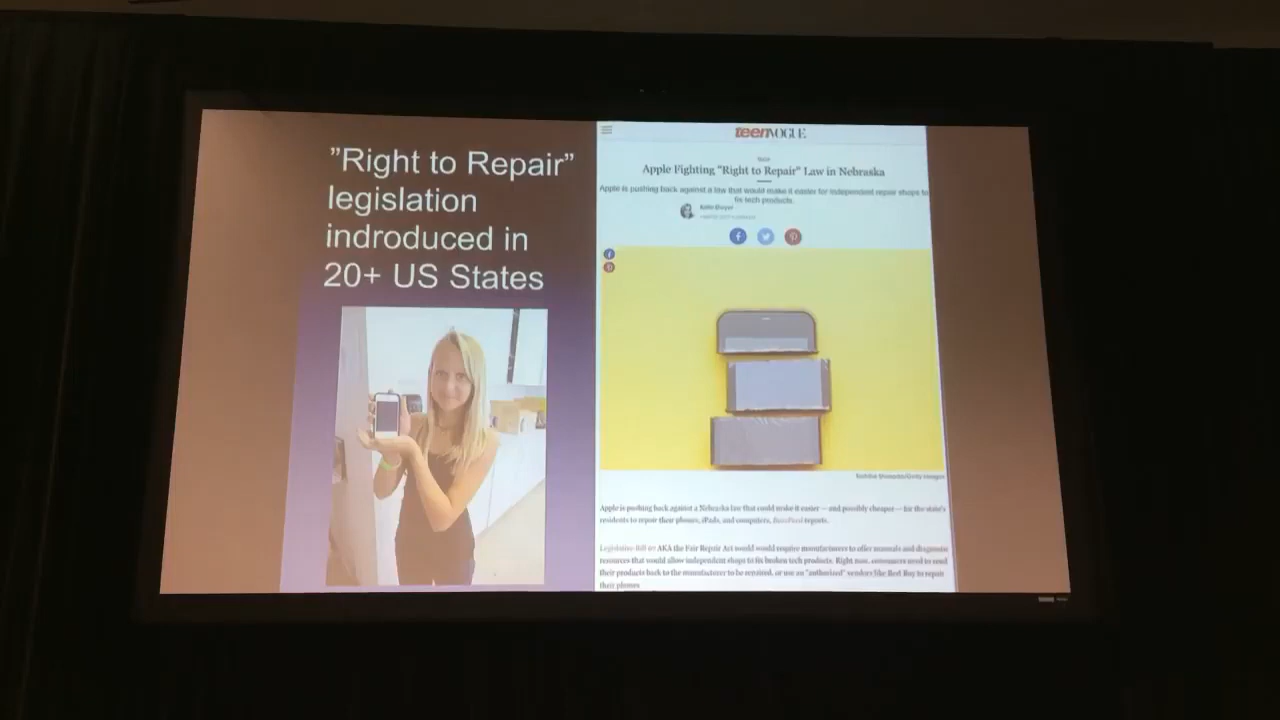 ”Right to Repair”
legislation
indroduced in
20+ US States
teenVOGUE
TECH
Apple Fighting “Right to Repair” Law in Nebraska
Apple is pushing back against a law that would make it easier for independent repair shops to
fix tech products.
Apple is pushing back against a Nebraska law that could make it easier — and possibly cheaper — for the state's
residents to repair their phones, iPads, and computers, BuzzFeed reports.
AKA the Fair Repair Act would would require manufacturers to offer manuals and diagnostic
resources that would allow independent shops to fix broken tech products. Right now, consumers need to send
their products back to the manufacturer to be repaired, or use an "authorized" vendors like Best Buy to repair
their phones